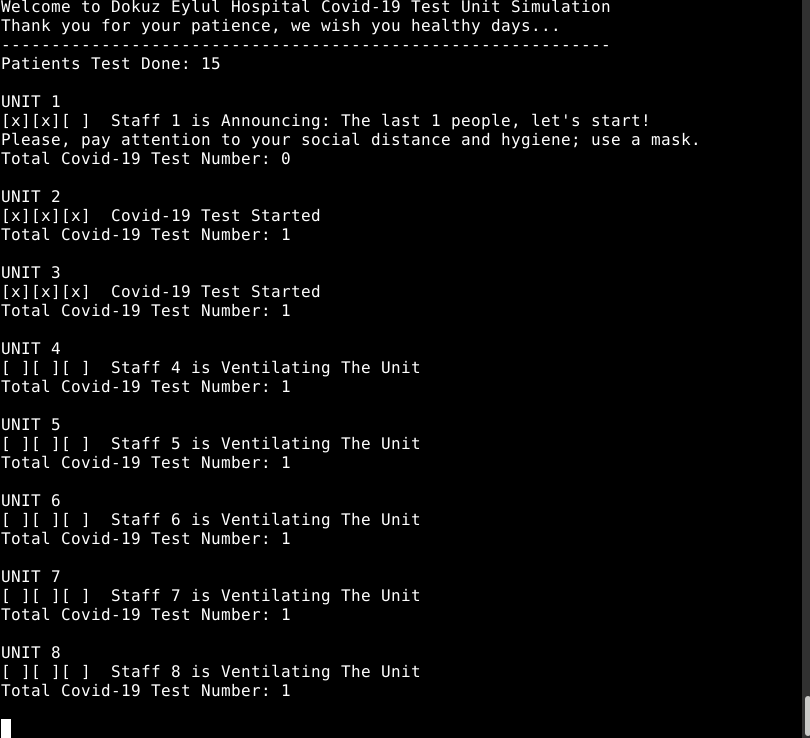 Welcome to Dokuz Eylul Hospital Covid-19 Test Unit Simulation
Thank you for your patience, we wish you healthy days...
-------------------------------------------------------------
Patients Test Done: 15
UNIT 1
[x][x][ ]  Staff 1 is Announcing: The last 1 people, let's start!
Please, pay attention to your social distance and hygiene; use a mask.
Total Covid-19 Test Number: 0
UNIT 2
[x][x][x]  Covid-19 Test Started
Total Covid-19 Test Number: 1
UNIT 3
[x][x][x]  Covid-19 Test Started
Total Covid-19 Test Number: 1
UNIT 4
[ ][ ][ ]  Staff 4 is Ventilating The Unit
Total Covid-19 Test Number: 1
UNIT 5
[ ][ ][ ]  Staff 5 is Ventilating The Unit
Total Covid-19 Test Number: 1
UNIT 6
[ ][ ][ ]  Staff 6 is Ventilating The Unit
Total Covid-19 Test Number: 1
UNIT 7
[ ][ ][ ]  Staff 7 is Ventilating The Unit
Total Covid-19 Test Number: 1
UNIT 8
[ ][ ][ ]  Staff 8 is Ventilating The Unit
Total Covid-19 Test Number: 1